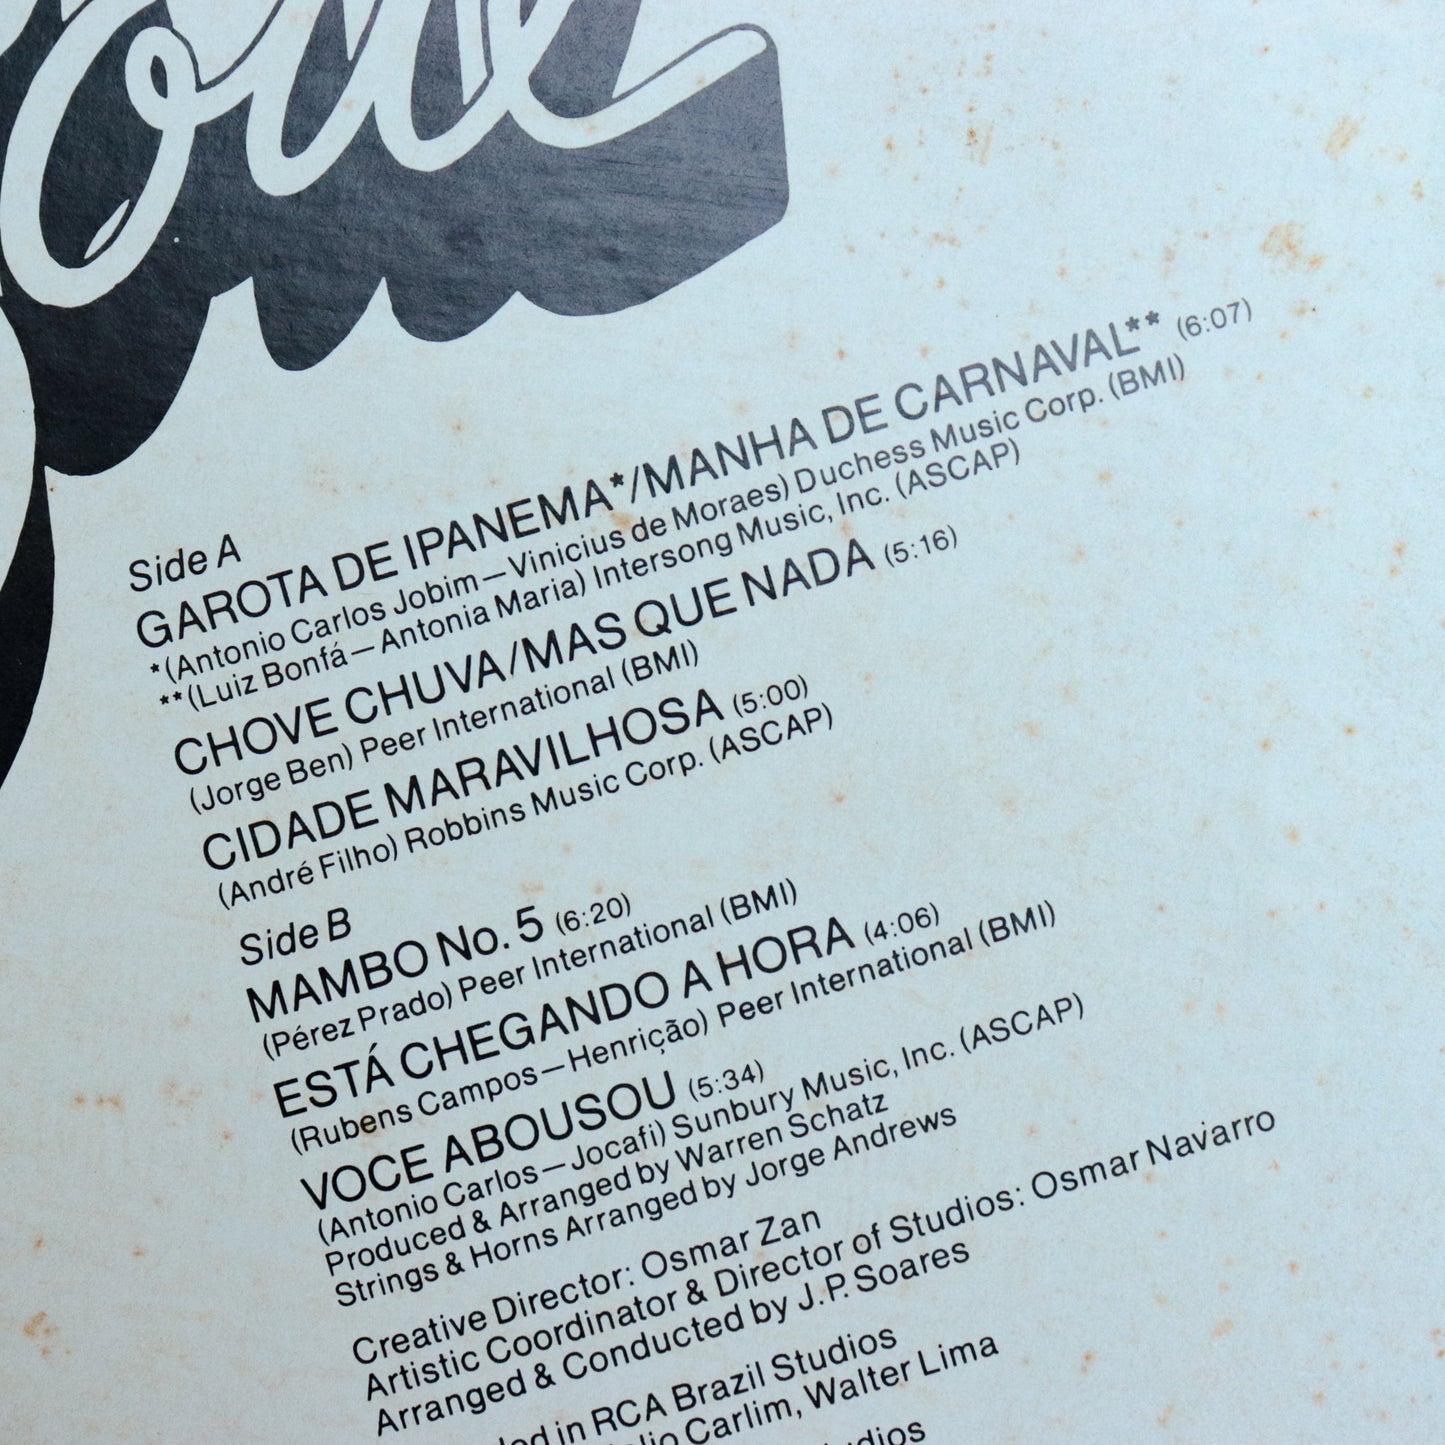 Side A
GAROTA DE IPANEMA*/MANHA DE CARNAVAL** (6:07)
*(Antonio Carlos Jobim—Vinicius de Moraes) Duchess Music Corp. (BMI)
**(Luiz Bonfá—Antonia Maria) Intersong Music, Inc. (ASCAP)
CHOVE CHUVA/MAS QUE NADA (5:16)
(Jorge Ben) Peer International (BMI)
CIDADE MARAVILHOSA (5:00)
(André Filho) Robbins Music Corp. (ASCAP)
Side B
MAMBO No. 5 (6:20)
(Pérez Prado) Peer International (BMI)
ESTÁ CHEGANDO A HORA (4:06)
(Rubens Campos—Henrição) Peer International (BMI)
VOCE ABOUSOU (5:34)
(Antonio Carlos—Jocafi) Sunbury Music, Inc. (ASCAP)
Produced & Arranged by Warren Schatz
Strings & Horns Arranged by Jorge Andrews
Creative Director: Osmar Zan
Artistic Coordinator & Director of Studios: Osmar Navarro
Arranged & Conducted by J.P. Soares
in RCA Brazil Studios
Carlim, Walter Lima